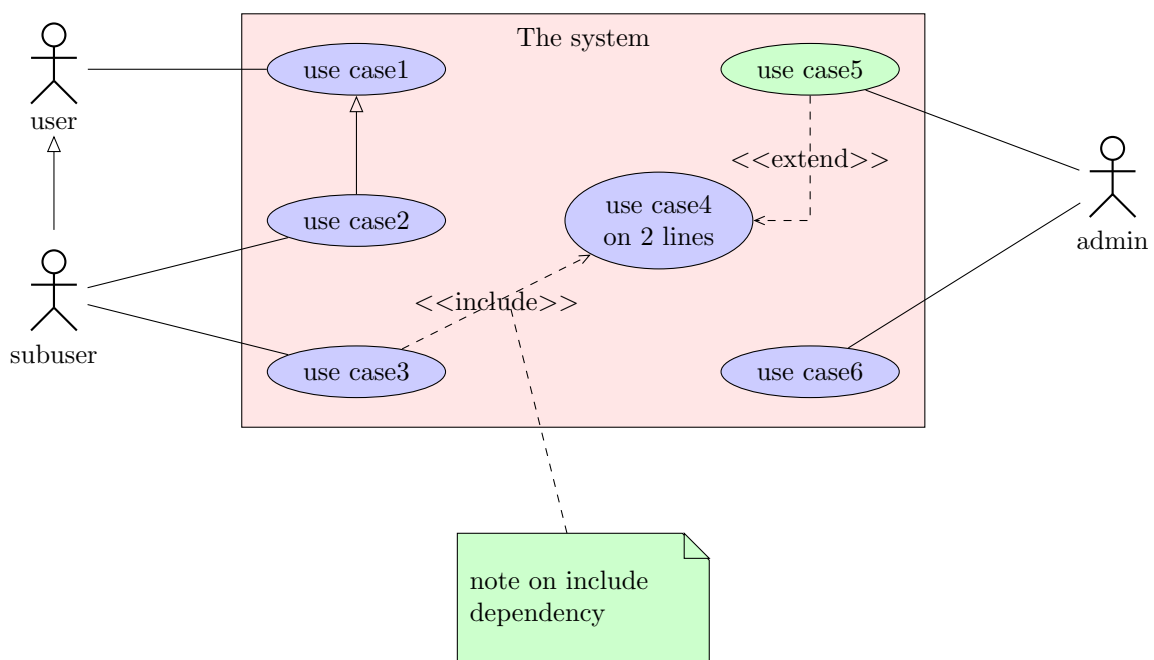 The system
user
use case1
use case5
<<extend>>
use case2
use case4
on 2 lines
admin
subuser
<<include>>
use case3
use case6
note on include
dependency